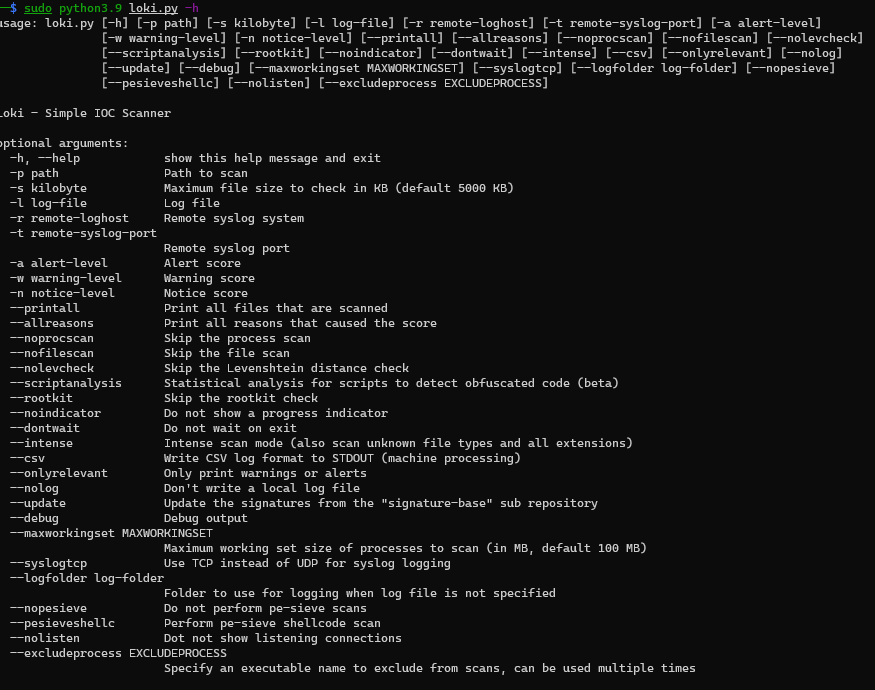 ─$ sudo python3.9 loki.py -h
usage: loki.py [-h] [-p path] [-s kilobyte] [-l log-file] [-r remote-loghost] [-t remote-syslog-port] [-a alert-level]
[-w warning-level] [-n notice-level] [--printall] [--allreasons] [--noprocscan] [--nofilescan] [--nolevcheck]
[--scriptanalysis] [--rootkit] [--noindicator] [--dontwait] [--intense] [--csv] [--onlyrelevant] [--nolog]
[--update] [--debug] [--maxworkingset MAXWORKINGSET] [--syslogtcp] [--logfolder log-folder] [--nopesieve]
[--pesieveshellc] [--nolisten] [--excludeprocess EXCLUDEPROCESS]
Loki - Simple IOC Scanner
optional arguments:
-h, --help show this help message and exit
-p path Path to scan
-s kilobyte Maximum file size to check in KB (default 5000 KB)
-l log-file Log file
-r remote-loghost Remote syslog system
-t remote-syslog-port
Remote syslog port
-a alert-level Alert score
-w warning-level Warning score
-n notice-level Notice score
--printall Print all files that are scanned
--allreasons Print all reasons that caused the score
--noprocscan Skip the process scan
--nofilescan Skip the file scan
--nolevcheck Skip the Levenshtein distance check
--scriptanalysis Statistical analysis for scripts to detect obfuscated code (beta)
--rootkit Skip the rootkit check
--noindicator Do not show a progress indicator
--dontwait Do not wait on exit
--intense Intense scan mode (also scan unknown file types and all extensions)
--csv Write CSV log format to STDOUT (machine processing)
--onlyrelevant Only print warnings or alerts
--nolog Don't write a local log file
--update Update the signatures from the "signature-base" sub repository
--debug Debug output
--maxworkingset MAXWORKINGSET
Maximum working set size of processes to scan (in MB, default 100 MB)
--syslogtcp Use TCP instead of UDP for syslog logging
--logfolder log-folder
Folder to use for logging when log file is not specified
--nopesieve Do not perform pe-sieve scans
--pesieveshellc Perform pe-sieve shellcode scan
--nolisten Dot not show listening connections
--excludeprocess EXCLUDEPROCESS
Specify an executable name to exclude from scans, can be used multiple times